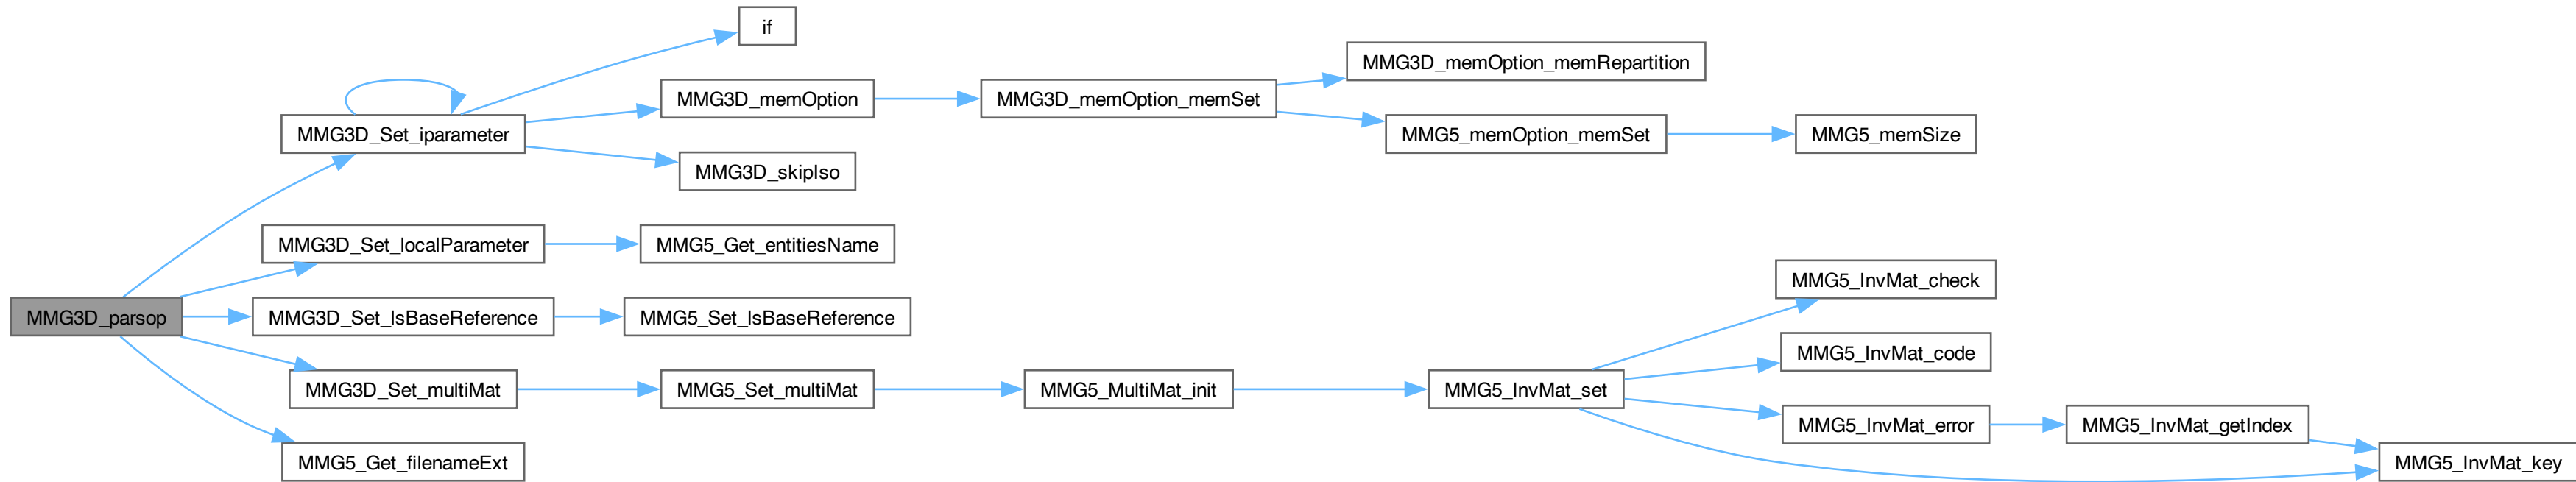 if
MMG3D_memOption_memRepartition
MMG3D_memOption
MMG3D_memOption_memSet
MMG3D_Set_iparameter
MMG5_memOption_memSet
MMG5_memSize
MMG3D_skipIso
MMG3D_Set_localParameter
MMG5_Get_entitiesName
MMG5_InvMat_check
MMG3D_parsop
MMG3D_Set_lsBaseReference
MMG5_Set_lsBaseReference
MMG5_InvMat_code
MMG3D_Set_multiMat
MMG5_Set_multiMat
MMG5_MultiMat_init
MMG5_InvMat_set
MMG5_InvMat_error
MMG5_InvMat_getIndex
MMG5_Get_filenameExt
MMG5_InvMat_key